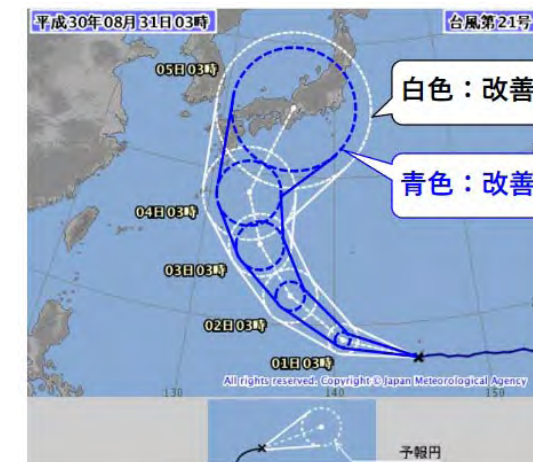 平成30年08月31日03時
台風第21号
05日03時
白色：改善
青色：改善
04日03時
03日03時
02日03時
01日03時
All rights reserved. Copyright © Japan Meteorological Agency
130
140
150
予報円